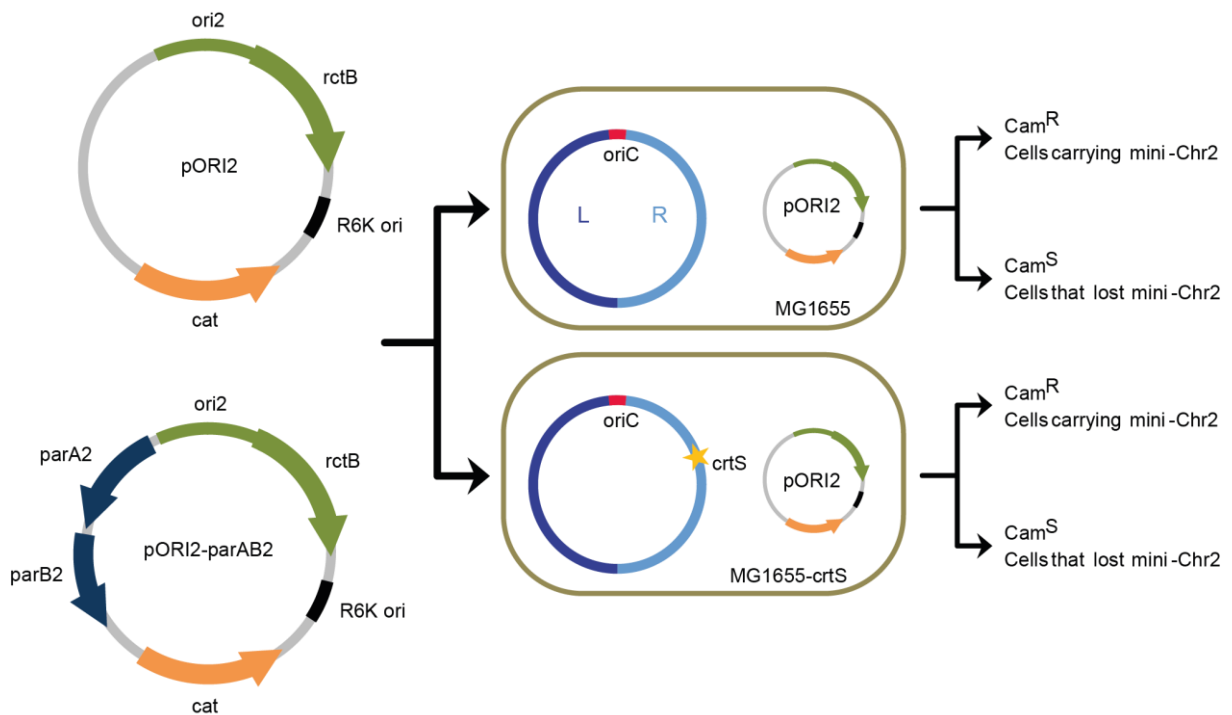 ori2
rctB
pORI2
R6K ori
cat
ori2
parA2
rctB
pORI2-parAB2
parB2
R6K ori
cat
oriC
L
R
pORI2
MG1655
oriC
crtS
pORI2
MG1655-crtS
CamR
Cells carrying mini-Chr2
CamS
Cells that lost mini-Chr2
CamR
Cells carrying mini-Chr2
CamS
Cells that lost mini-Chr2